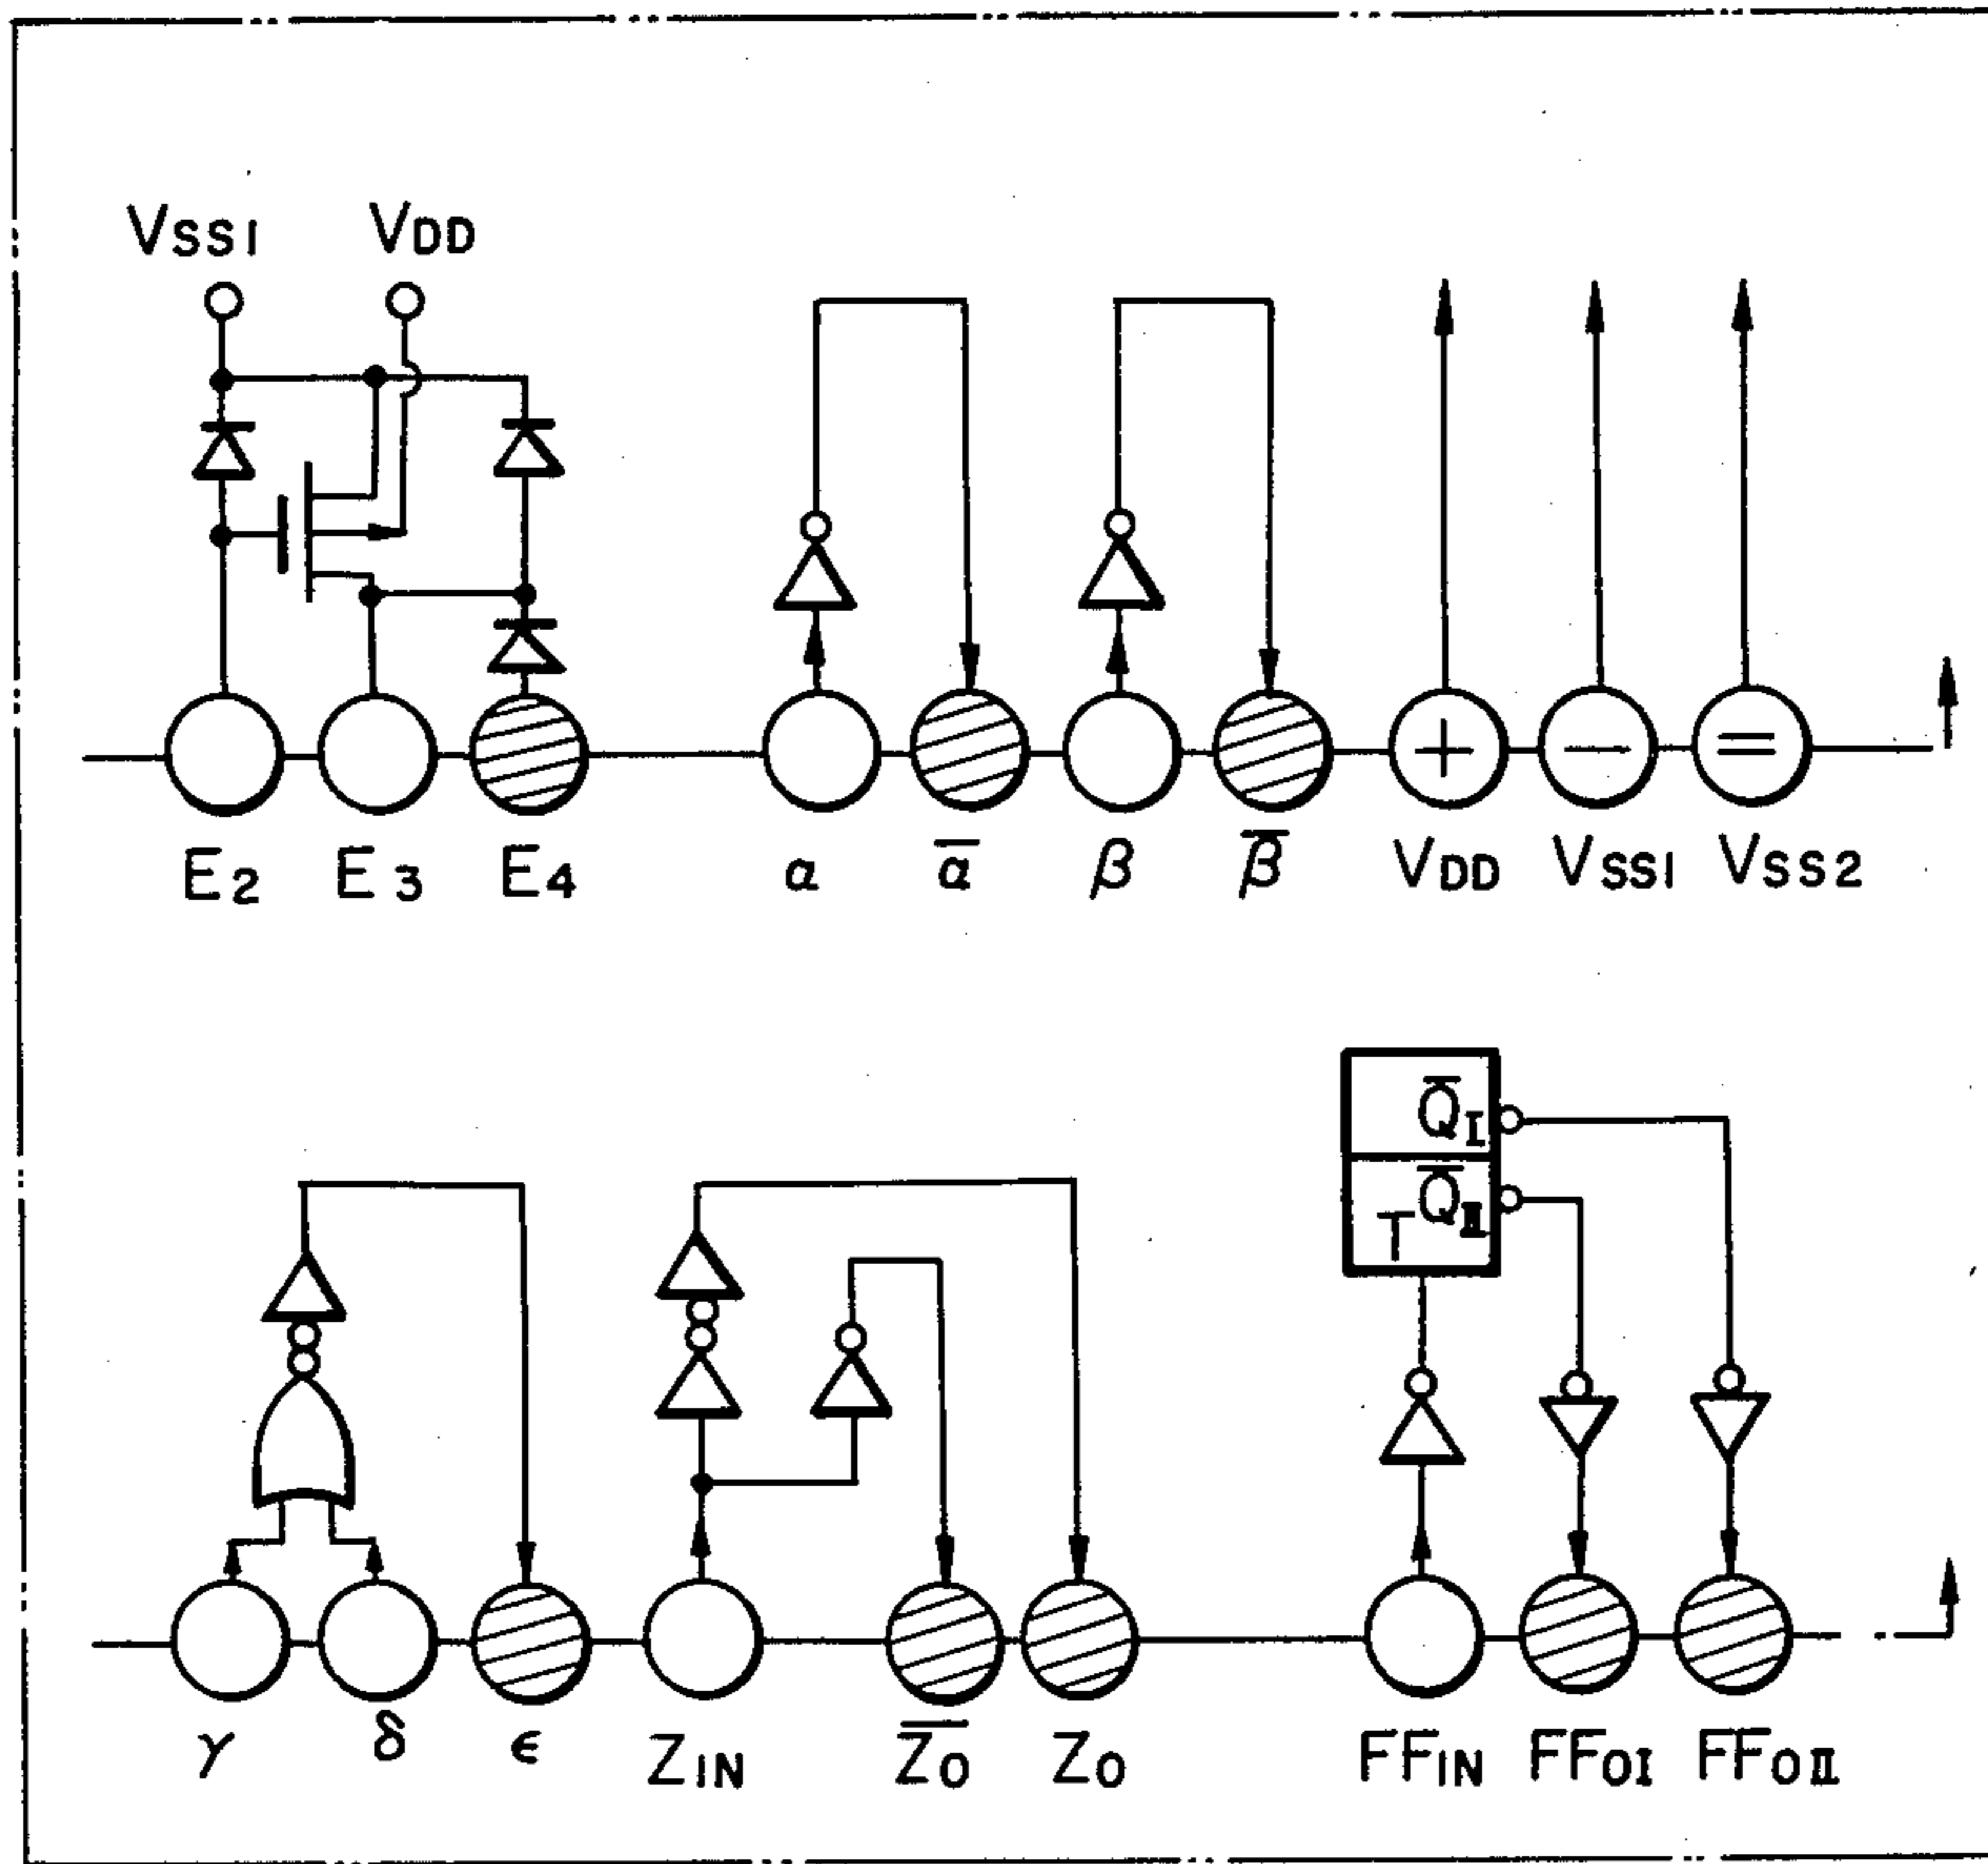 VSS1 VDD
+ − =
E2 E3 E4 α α̅ β β̅ VDD VSS1 VSS2
Q̅I
T Q̅II
γ δ ϵ ZIN Z̅O̅ ZO FFIN FFOI FFOII